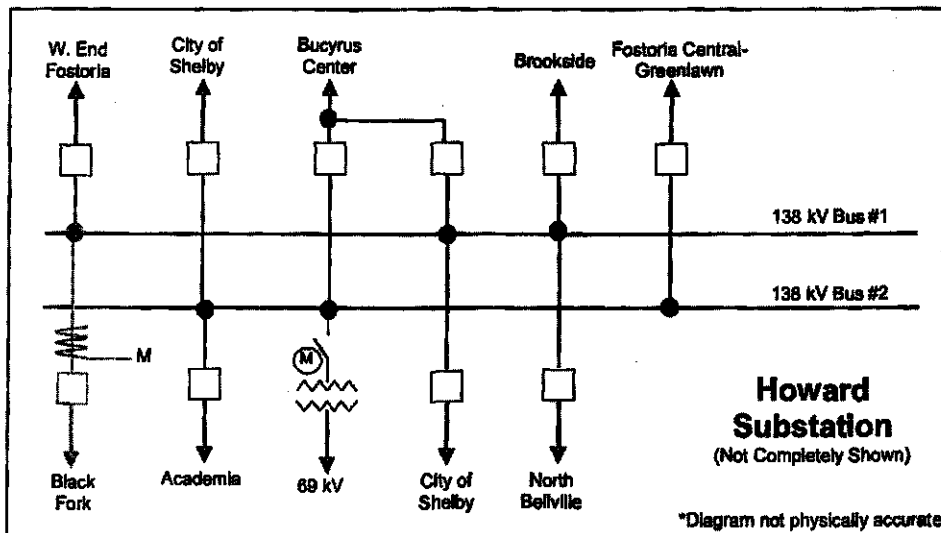 W. End
Fostoria
City of
Shelby
Bucyrus
Center
Brookside
Fostoria Central-
Greenlawn
138 kV Bus #1
138 kV Bus #2
M
M
Black
Fork
Academia
69 kV
City of
Shelby
North
Bellville
Howard
Substation
(Not Completely Shown)
*Diagram not physically accurate